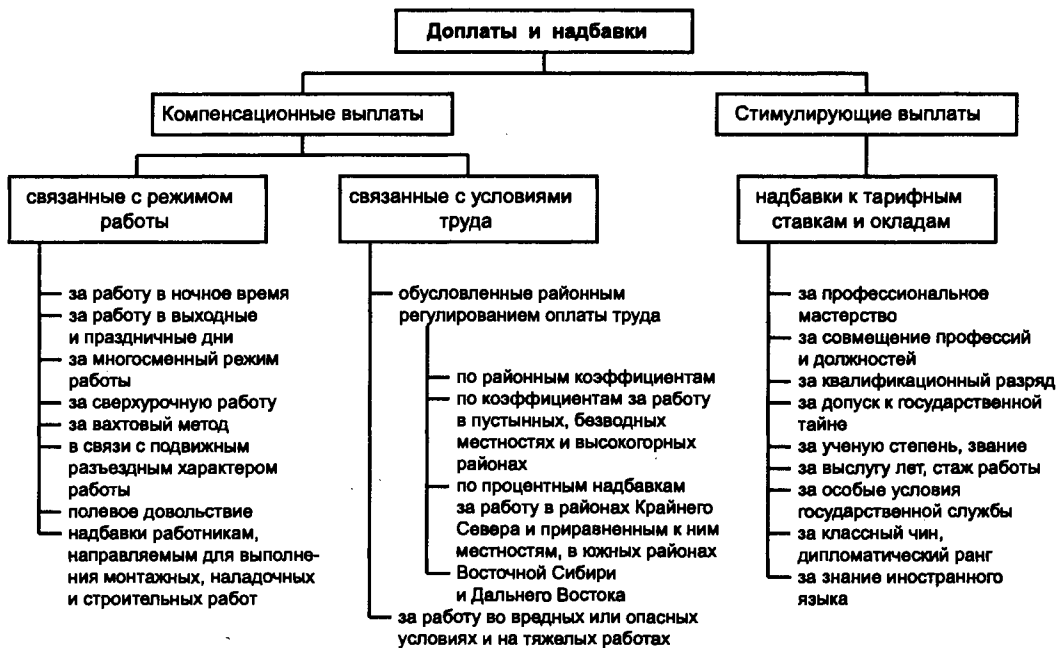 Доплаты и надбавки
Компенсационные выплаты
Стимулирующие выплаты
связанные с режимом
работы
связанные с условиями
труда
надбавки к тарифным
ставкам и окладам
за работу в ночное время
за работу в выходные
и праздничные дни
за многосменный режим
работы
за сверхурочную работу
за вахтовый метод
в связи с подвижным
разъездным характером
работы
полевое довольствие
надбавки работникам,
направляемым для выполне-
ния монтажных, наладочных
и строительных работ
обусловленные районным
регулированием оплаты труда
по районным коэффициентам
по коэффициентам за работу
в пустынных, безводных
местностях и высокогорных
районах
по процентным надбавкам
за работу в районах Крайнего
Севера и приравненным к ним
местностям, в южных районах
Восточной Сибири
и Дальнего Востока
за работу во вредных или опасных
условиях и на тяжелых работах
за профессиональное
мастерство
за совмещение профессий
и должностей
за квалификационный разряд
за допуск к государственной
тайне
за ученую степень, звание
за выслугу лет, стаж работы
за особые условия
государственной службы
за классный чин,
дипломатический ранг
за знание иностранного
языка